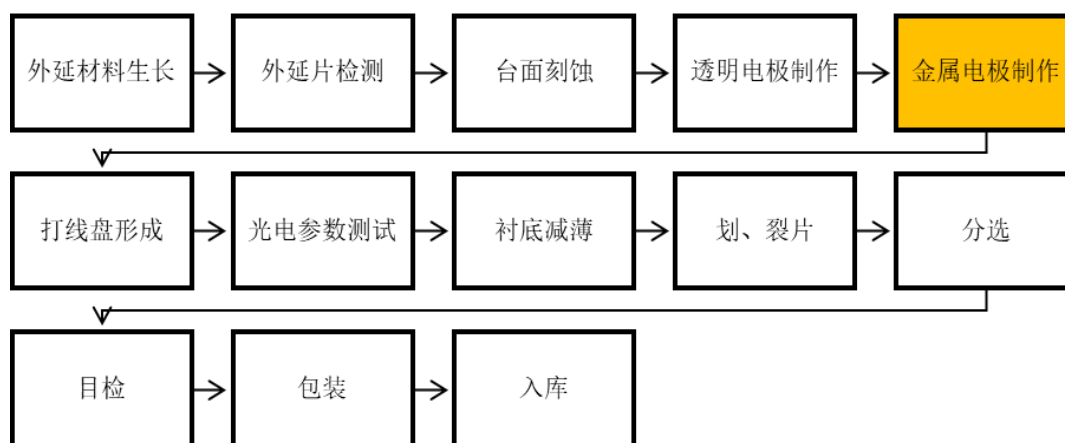 外延材料生长
外延片检测
台面刻蚀
透明电极制作
金属电极制作
打线盘形成
光电参数测试
衬底减薄
划、裂片
分选
目检
包装
入库